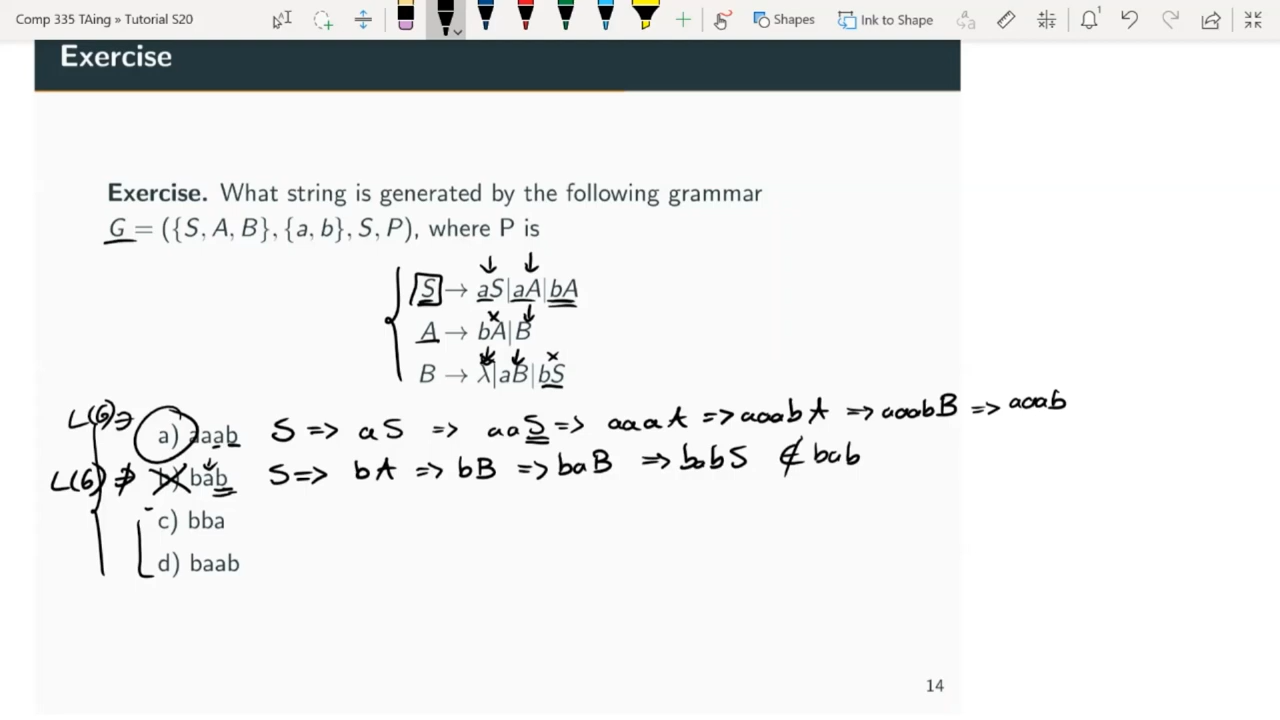 Comp 335 TAing » Tutorial S20
Shapes
Ink to Shape
Exercise
Exercise. What string is generated by the following grammar
G = ({S, A, B}, {a, b}, S, P), where P is
S → aS|aA|bA
A → bA|B
B → λ|aB|bS
L(G)∋ a) aaab S => aS => aaS => aaaA => aaabA => aaabB => aaab
L(G) ∌ b) bab S => bA => bB => baB => babS ∉ bab
c) bba
d) baab
14